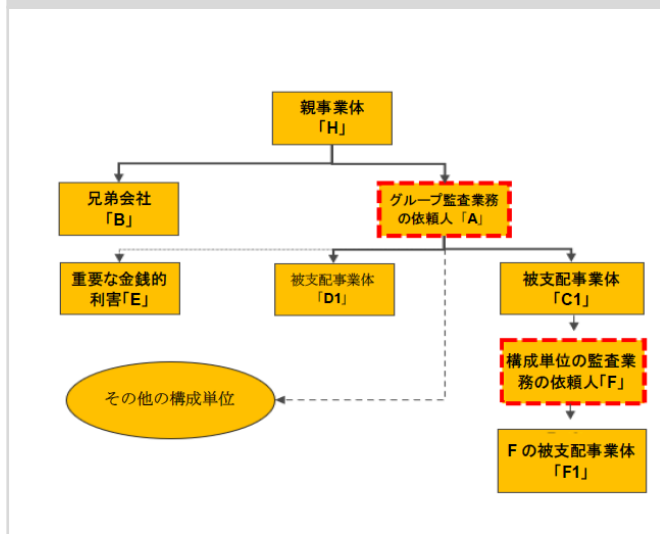 親事業体
「H」
兄弟会社
「B」
グループ監査業務
の依頼人「A」
重要な金銭的
利害「E」
被支配事業体
「D1」
被支配事業体
「C1」
その他の構成単位
構成単位の監査業
務の依頼人「F」
F の被支配事業体
「F1」